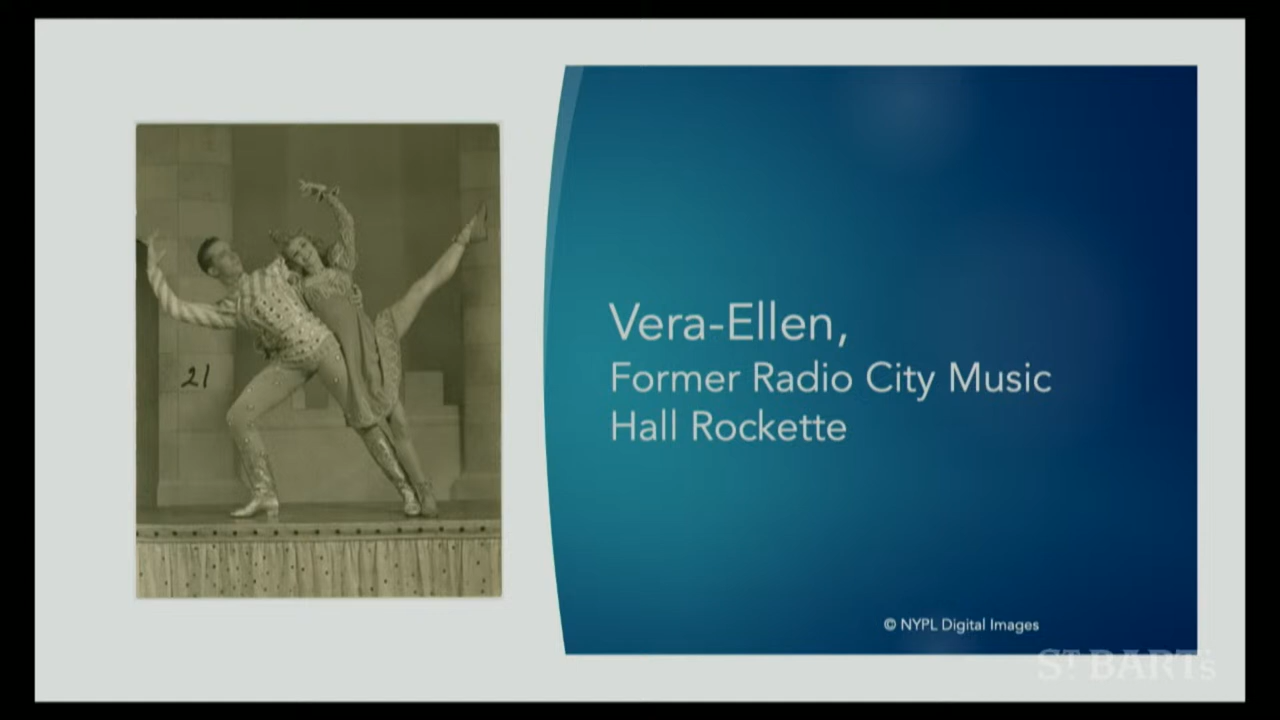 21
Vera-Ellen,
Former Radio City Music
Hall Rockette
© NYPL Digital Images
ST BART'S